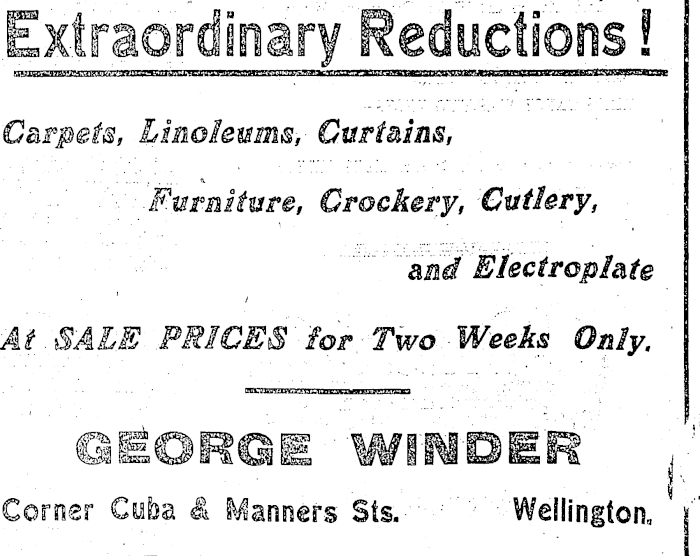 Extraordinary Reductions!
Carpets, Linoleums, Curtains,
Furniture, Crockery, Cutlery,
and Electroplate
At SALE PRICES for Two Weeks Only.
GEORGE WINDER
Corner Cuba & Manners Sts. Wellington.